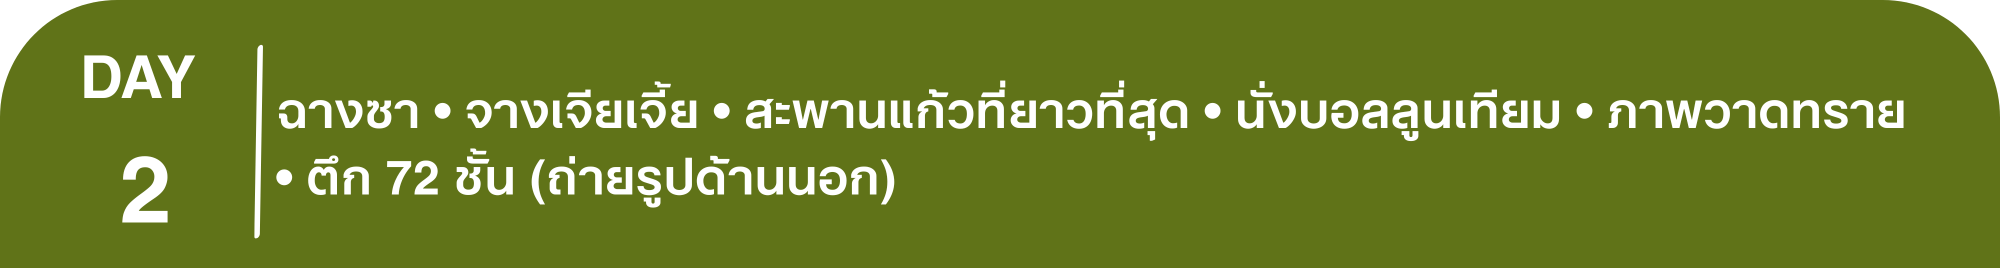 DAY
2
ฉางซา • จางเจียเจี้ย • สะพานแก้วที่ยาวที่สุด • นั่งบอลลูนเทียม • ภาพวาดทราย
• ตึก 72 ชั้น (ถ่ายรูปด้านนอก)